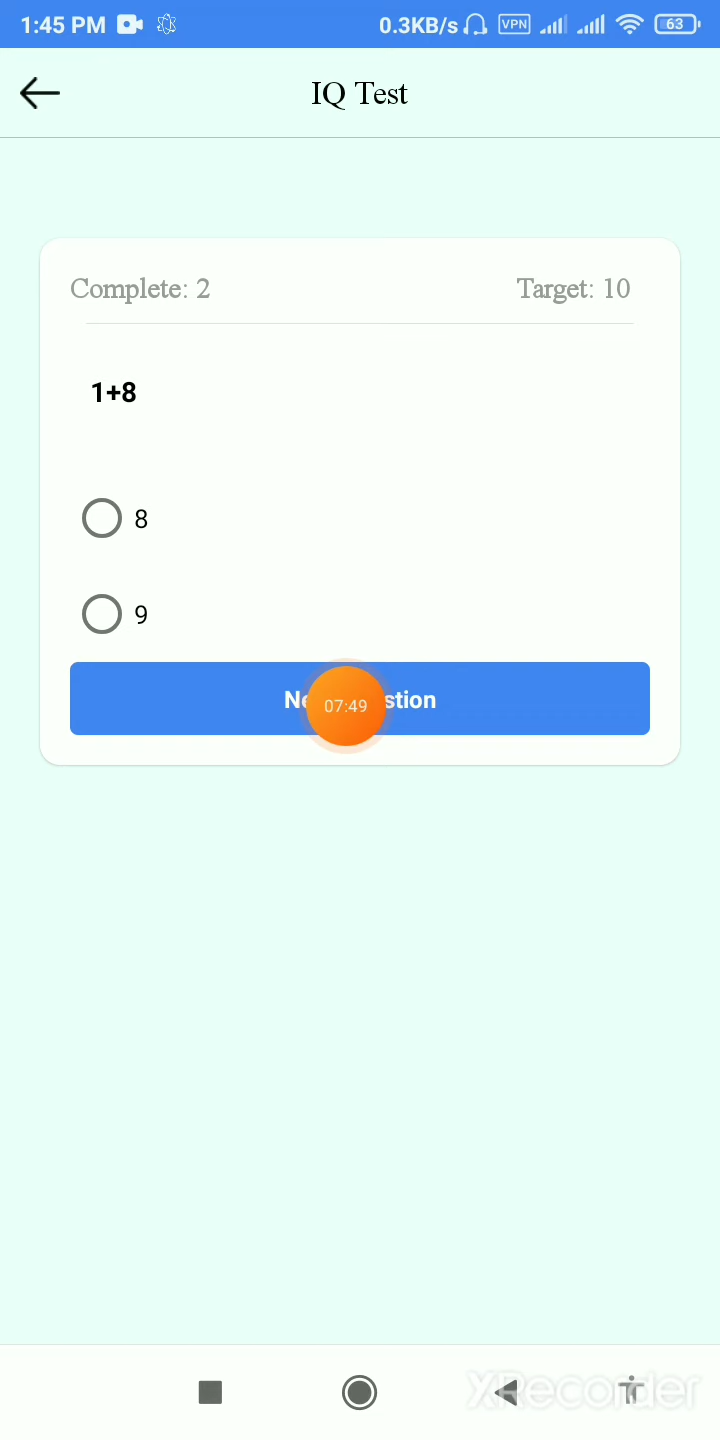 1:45 PM 0.3KB/s VPN 63
IQ Test
Complete: 2 Target: 10
1+8
8
9
07:49
XRecorder